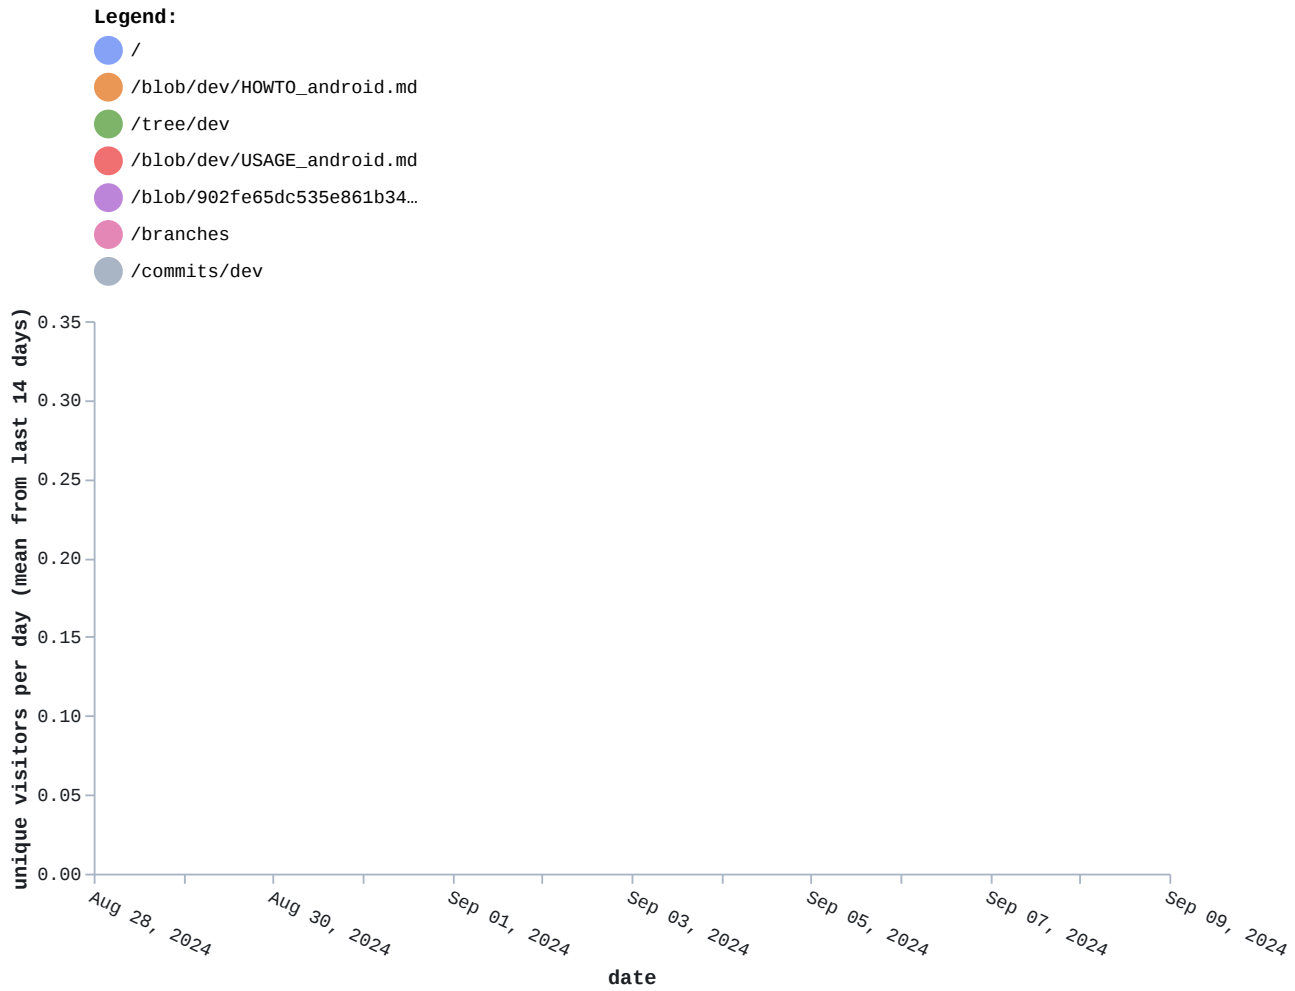 Legend:
/
/blob/dev/HOWTO_android.md
/tree/dev
/blob/dev/USAGE_android.md
/blob/902fe65dc535e861b34…
/branches
/commits/dev
unique visitors per day (mean from last 14 days)
0.35
0.30
0.25
0.20
0.15
0.10
0.05
0.00
Aug 28, 2024
Aug 30, 2024
Sep 01, 2024
Sep 03, 2024
Sep 05, 2024
Sep 07, 2024
Sep 09, 2024
date